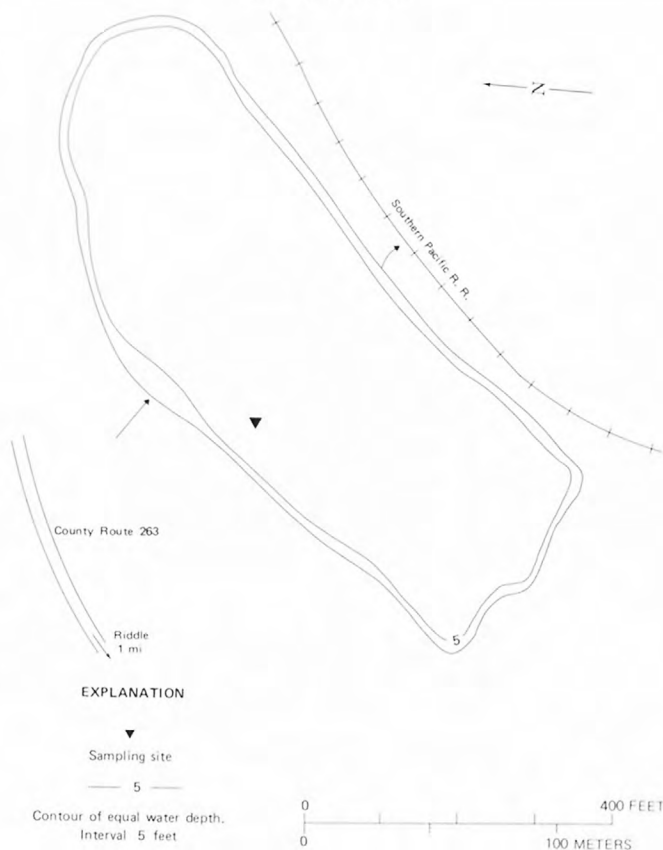 N
Southern Pacific R. R.
County Route 263
Riddle
1 mi
5
EXPLANATION
Sampling site
5
Contour of equal water depth.
Interval 5 feet
0 400 FEET
0 100 METERS